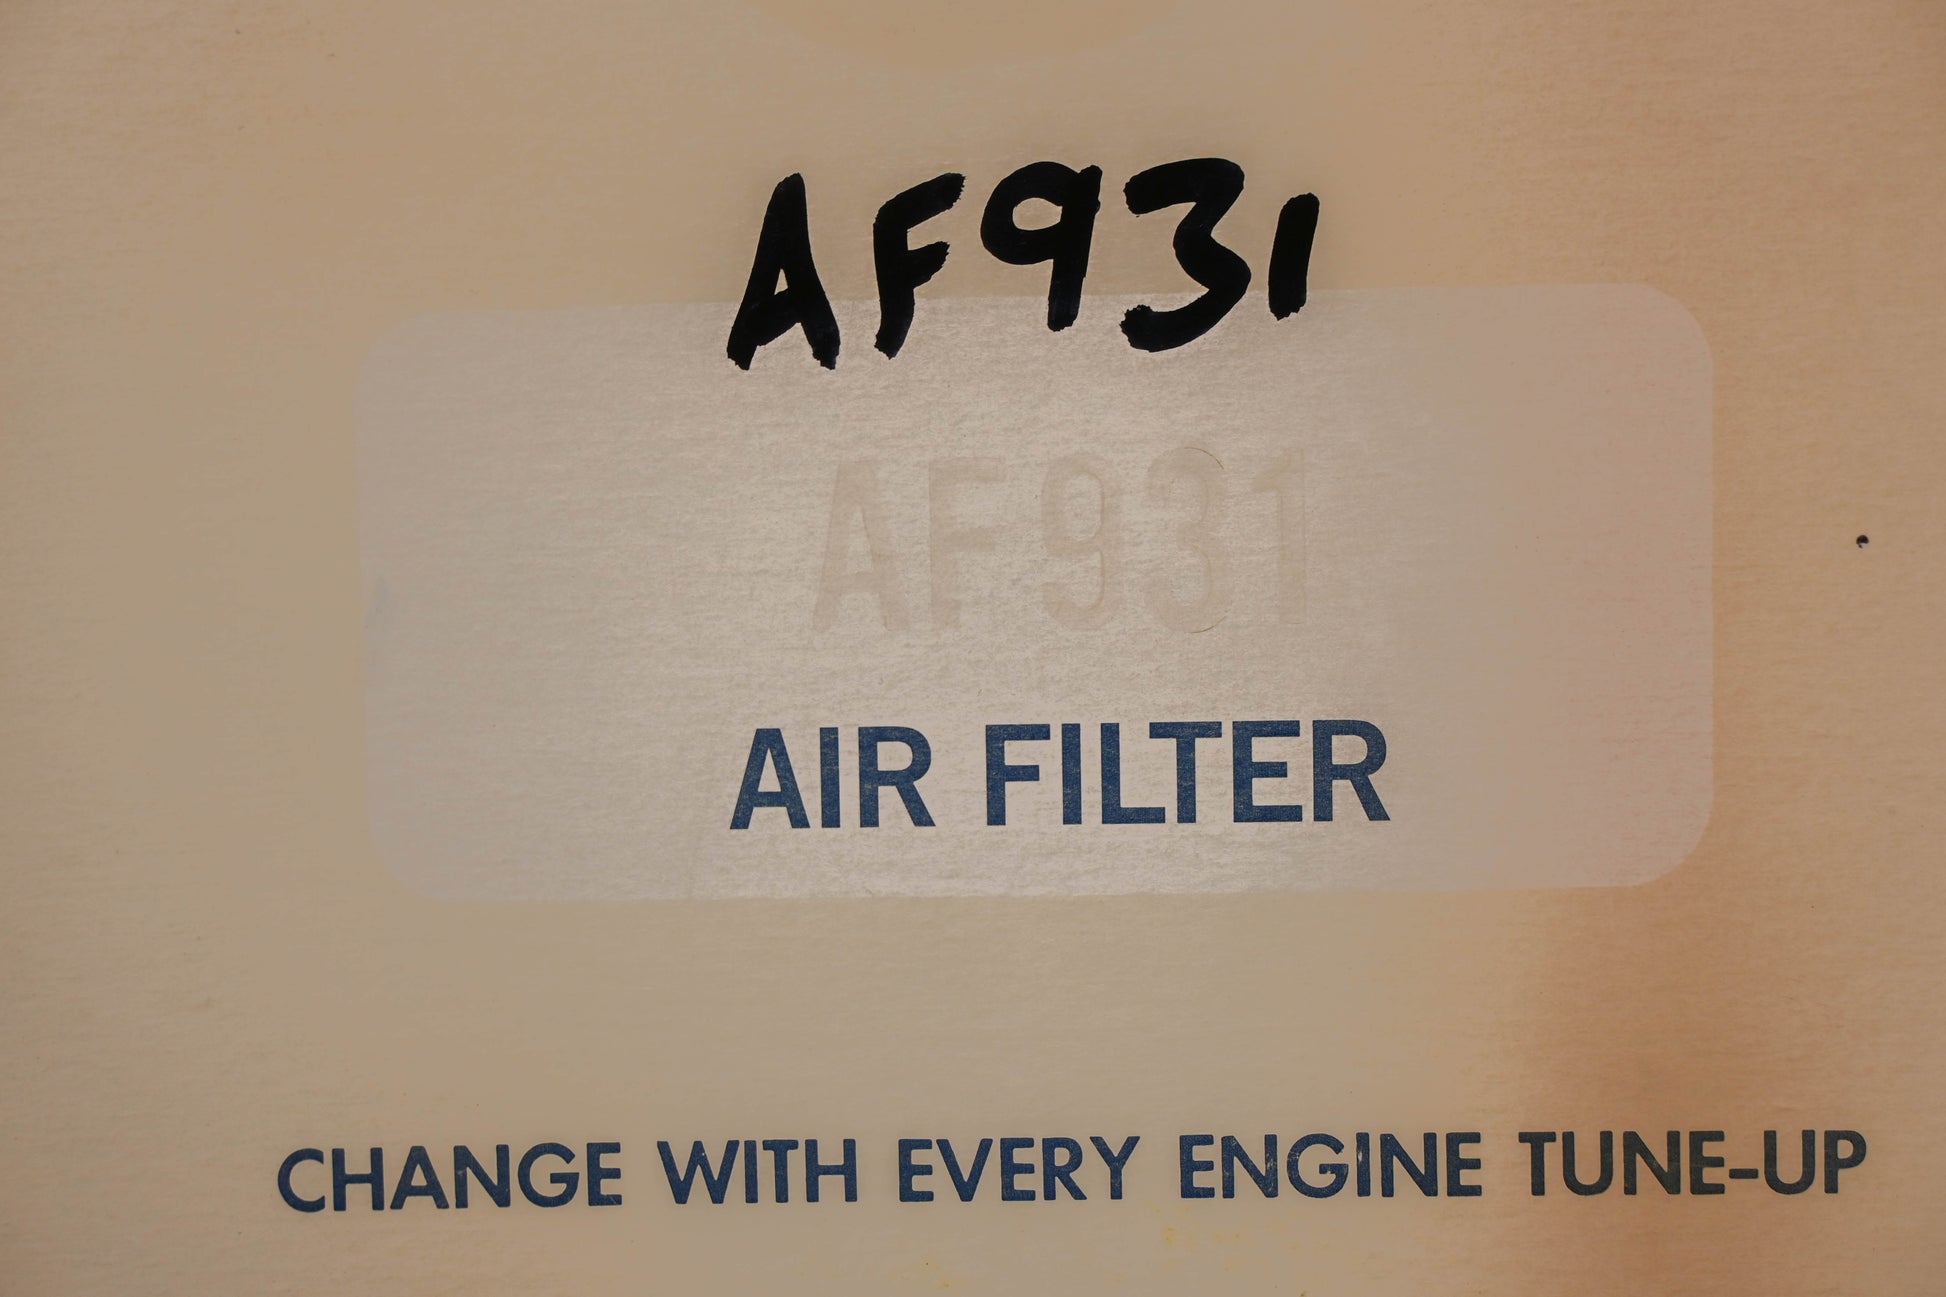 AF931
AF931
AIR FILTER
CHANGE WITH EVERY ENGINE TUNE-UP